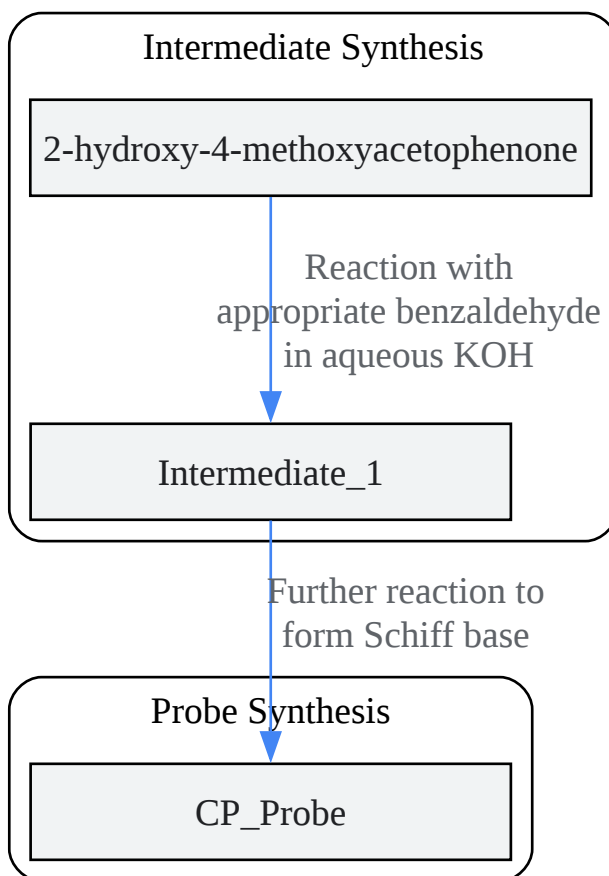 Intermediate Synthesis
2-hydroxy-4-methoxyacetophenone
Reaction with
appropriate benzaldehyde
in aqueous KOH
Intermediate_1
Further reaction to
form Schiff base
Probe Synthesis
CP_Probe